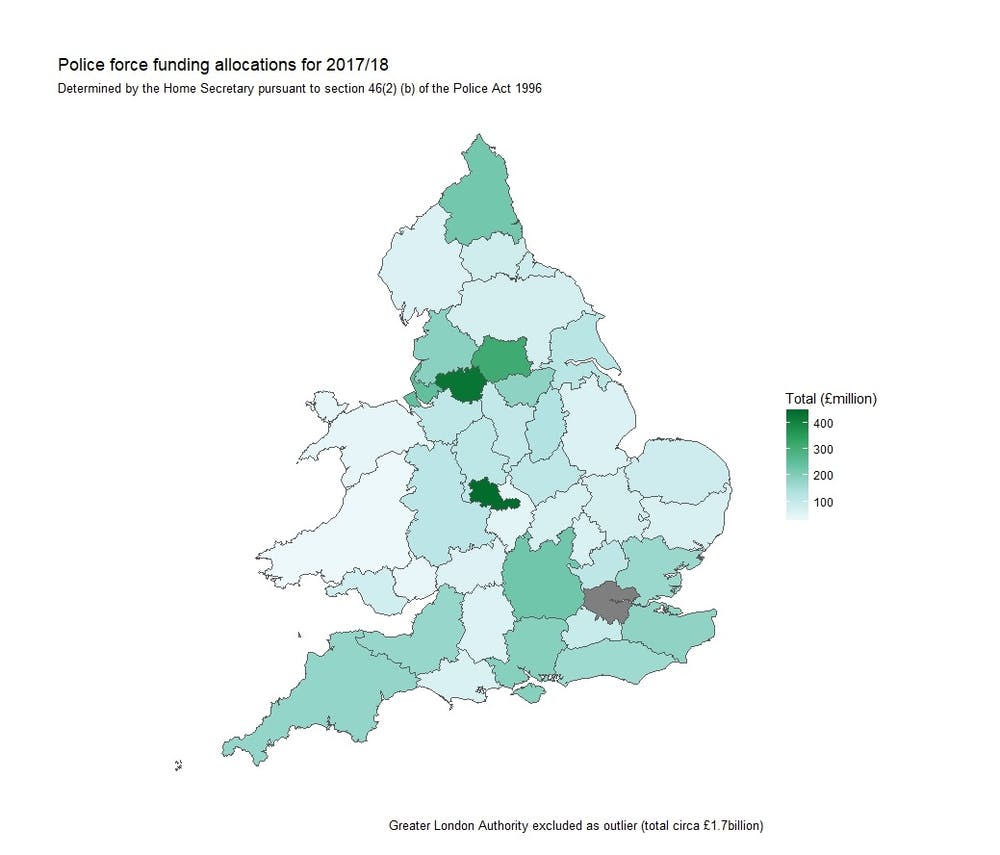 Police force funding allocations for 2017/18
Determined by the Home Secretary pursuant to section 46(2) (b) of the Police Act 1996
Total (£million)
400
300
200
100
Greater London Authority excluded as outlier (total circa £1.7billion)